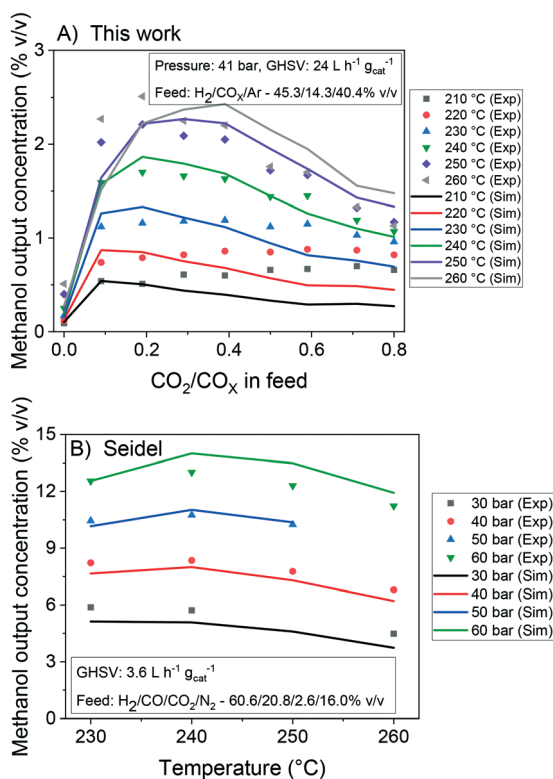 A) This work
Pressure: 41 bar, GHSV: 24 L h⁻¹ g_cat⁻¹
Feed: H₂/COₓ/Ar - 45.3/14.3/40.4% v/v
Methanol output concentration (% v/v)
3
2
1
0
0.0 0.2 0.4 0.6 0.8
CO₂/COₓ in feed
210 °C (Exp)
220 °C (Exp)
230 °C (Exp)
240 °C (Exp)
250 °C (Exp)
260 °C (Exp)
210 °C (Sim)
220 °C (Sim)
230 °C (Sim)
240 °C (Sim)
250 °C (Sim)
260 °C (Sim)
B) Seidel
Methanol output concentration (% v/v)
15
12
9
6
3
0
GHSV: 3.6 L h⁻¹ g_cat⁻¹
Feed: H₂/CO/CO₂/N₂ - 60.6/20.8/2.6/16.0% v/v
230 240 250 260
Temperature (°C)
30 bar (Exp)
40 bar (Exp)
50 bar (Exp)
60 bar (Exp)
30 bar (Sim)
40 bar (Sim)
50 bar (Sim)
60 bar (Sim)